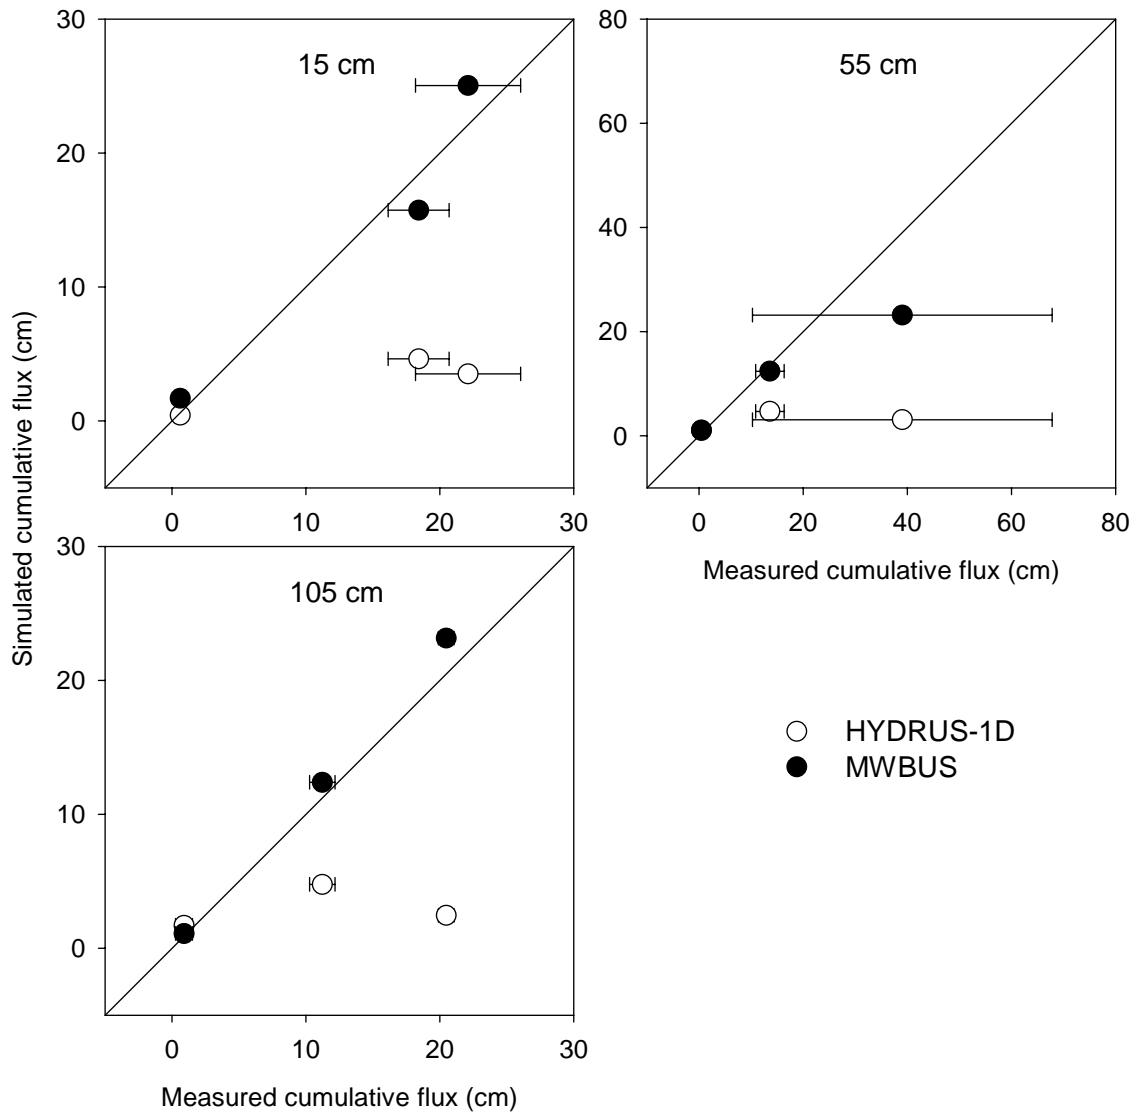 30
15 cm
20
10
0
0 10 20 30
80
55 cm
60
40
20
0
0 20 40 60 80
Measured cumulative flux (cm)
Simulated cumulative flux (cm)
30
105 cm
20
10
0
0 10 20 30
Measured cumulative flux (cm)
HYDRUS-1D
MWBUS